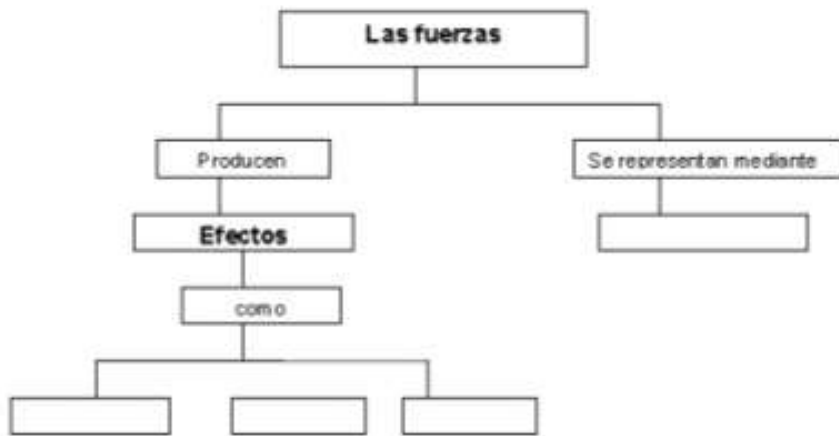 Las fuerzas
Producen
Se representan mediante
Efectos
como